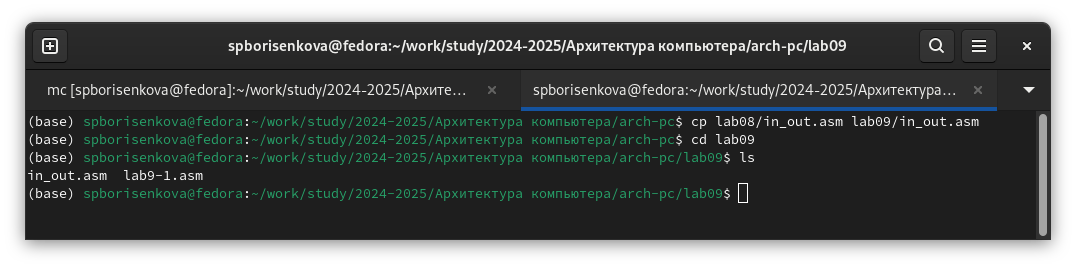 spborisenkova@fedora:~/work/study/2024-2025/Архитектура компьютера/arch-pc/lab09
mc [spborisenkova@fedora]:~/work/study/2024-2025/Архите...
spborisenkova@fedora:~/work/study/2024-2025/Архитектура...
(base) spborisenkova@fedora:~/work/study/2024-2025/Архитектура компьютера/arch-pc$ cp lab08/in_out.asm lab09/in_out.asm
(base) spborisenkova@fedora:~/work/study/2024-2025/Архитектура компьютера/arch-pc$ cd lab09
(base) spborisenkova@fedora:~/work/study/2024-2025/Архитектура компьютера/arch-pc/lab09$ ls
in_out.asm  lab9-1.asm
(base) spborisenkova@fedora:~/work/study/2024-2025/Архитектура компьютера/arch-pc/lab09$